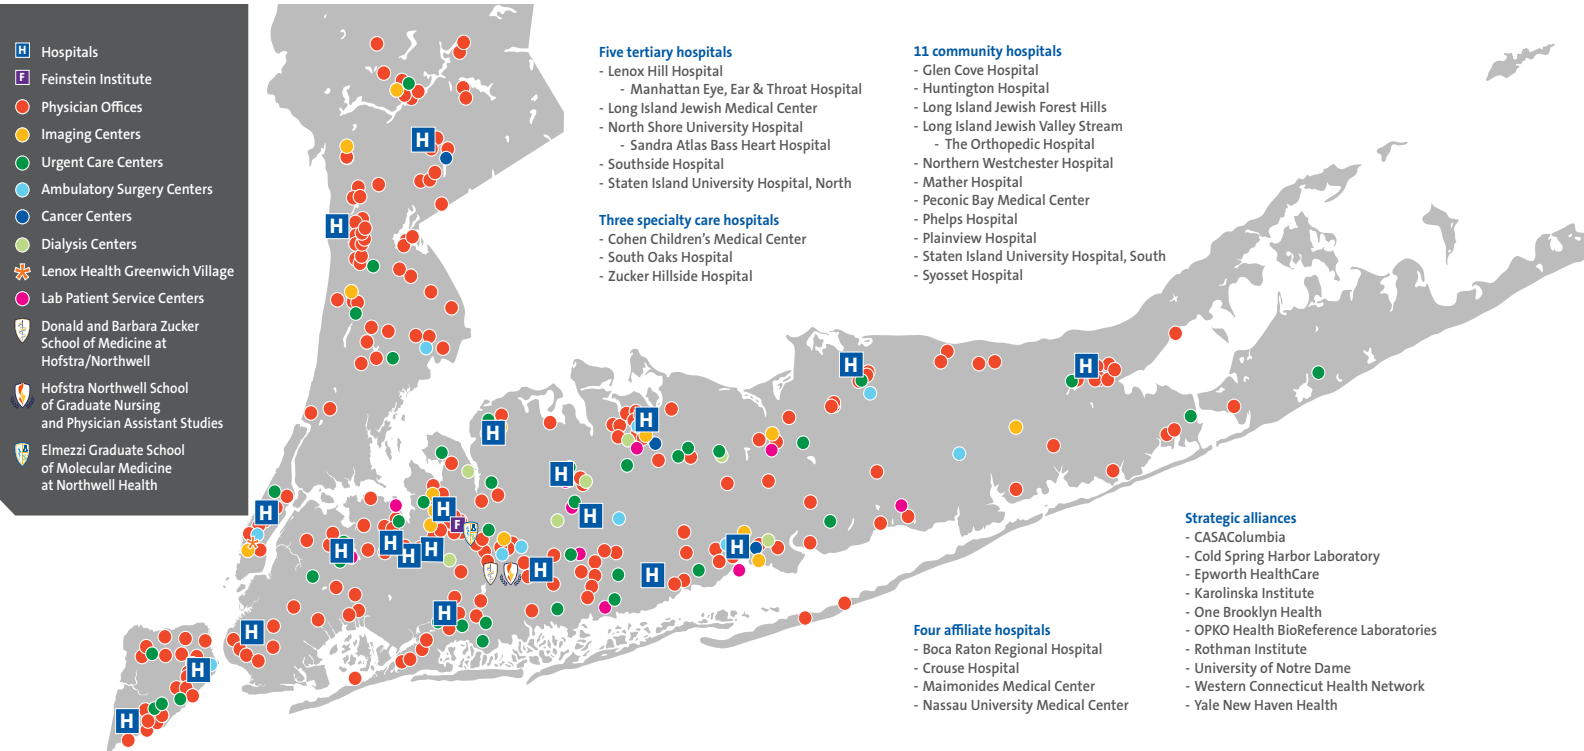 H Hospitals
F Feinstein Institute
Physician Offices
Imaging Centers
Urgent Care Centers
Ambulatory Surgery Centers
Cancer Centers
Dialysis Centers
Lenox Health Greenwich Village
Lab Patient Service Centers
Donald and Barbara Zucker
School of Medicine at
Hofstra/Northwell
Hofstra Northwell School
of Graduate Nursing
and Physician Assistant Studies
Elmezzi Graduate School
of Molecular Medicine
at Northwell Health
Five tertiary hospitals
- Lenox Hill Hospital
- Manhattan Eye, Ear & Throat Hospital
- Long Island Jewish Medical Center
- North Shore University Hospital
- Sandra Atlas Bass Heart Hospital
- Southside Hospital
- Staten Island University Hospital, North
Three specialty care hospitals
- Cohen Children's Medical Center
- South Oaks Hospital
- Zucker Hillside Hospital
11 community hospitals
- Glen Cove Hospital
- Huntington Hospital
- Long Island Jewish Forest Hills
- Long Island Jewish Valley Stream
- The Orthopedic Hospital
- Northern Westchester Hospital
- Mather Hospital
- Peconic Bay Medical Center
- Phelps Hospital
- Plainview Hospital
- Staten Island University Hospital, South
- Syosset Hospital
H
H
H
H
H
H
H
H
H
F
H
H
H
H
H
H
H
H
H
H
H
H
Four affiliate hospitals
- Boca Raton Regional Hospital
- Crouse Hospital
- Maimonides Medical Center
- Nassau University Medical Center
Strategic alliances
- CASAColumbia
- Cold Spring Harbor Laboratory
- Epworth HealthCare
- Karolinska Institute
- One Brooklyn Health
- OPKO Health BioReference Laboratories
- Rothman Institute
- University of Notre Dame
- Western Connecticut Health Network
- Yale New Haven Health